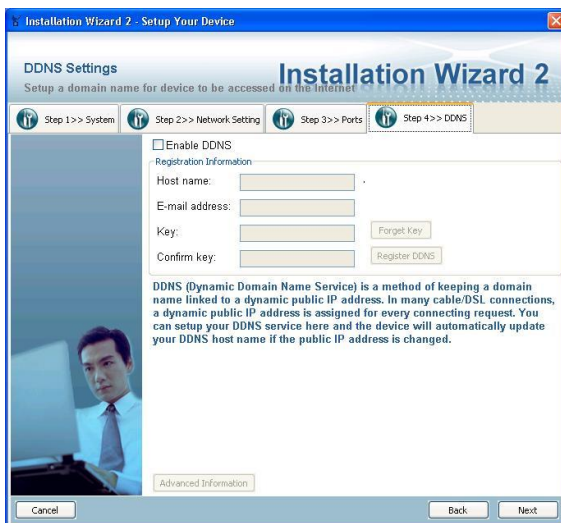 Installation Wizard 2 - Setup Your Device
DDNS Settings
Installation Wizard 2
Setup a domain name for device to be accessed on the Internet
Step 1>> System
Step 2>> Network Setting
Step 3>> Ports
Step 4>> DDNS
Enable DDNS
Registration Information
Host name:
E-mail address:
Key:
Forget Key
Confirm key:
Register DDNS
DDNS (Dynamic Domain Name Service) is a method of keeping a domain
name linked to a dynamic public IP address. In many cable/DSL connections,
a dynamic public IP address is assigned for every connecting request. You
can setup your DDNS service here and the device will automatically update
your DDNS host name if the public IP address is changed.
Advanced Information
Cancel
Back
Next